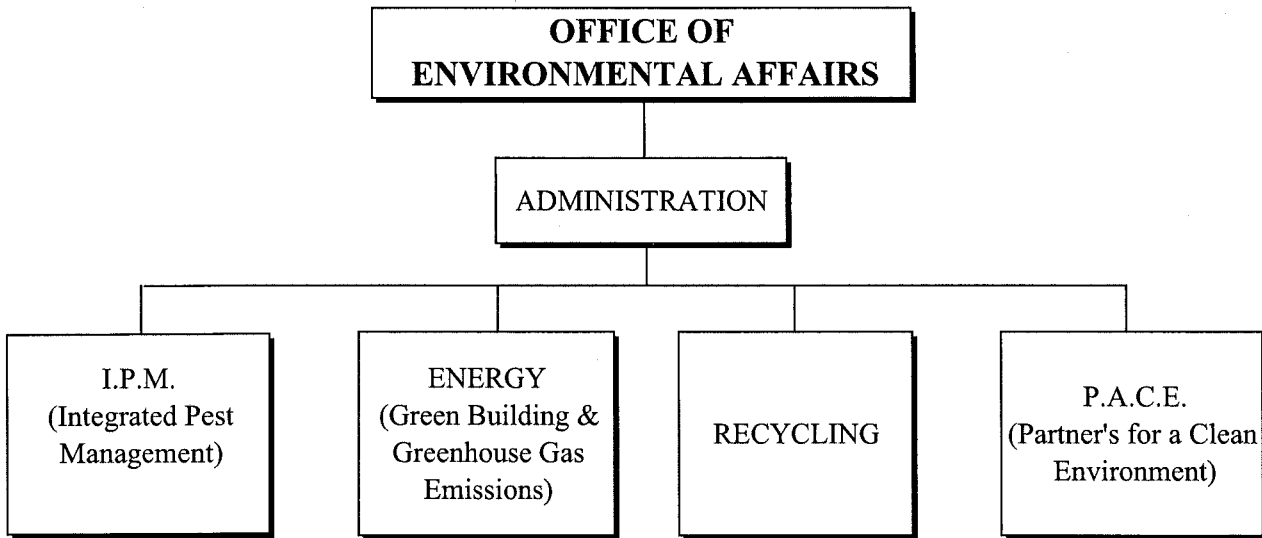 OFFICE OF
ENVIRONMENTAL AFFAIRS
ADMINISTRATION
I.P.M.
(Integrated Pest
Management)
ENERGY
(Green Building &
Greenhouse Gas
Emissions)
RECYCLING
P.A.C.E.
(Partner's for a Clean
Environment)